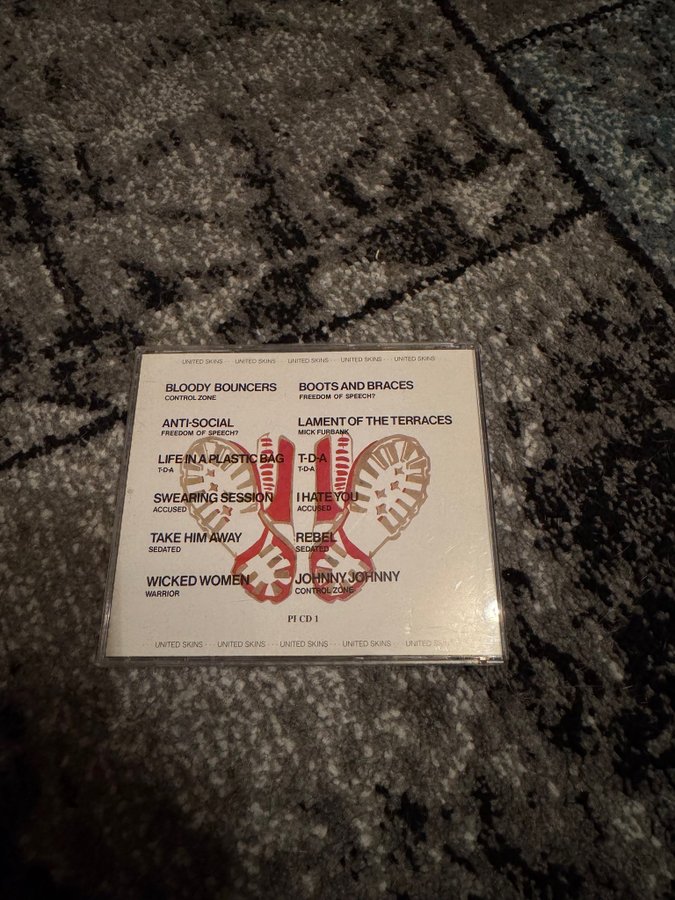 UNITED SKINS · · · UNITED SKINS · · · UNITED SKINS · · · UNITED SKINS · · · UNITED SKINS
BLOODY BOUNCERS
CONTROL ZONE
ANTI-SOCIAL
FREEDOM OF SPEECH?
LIFE IN A PLASTIC BAG
T-D-A
SWEARING SESSION
ACCUSED
TAKE HIM AWAY
SEDATED
WICKED WOMEN
WARRIOR
BOOTS AND BRACES
FREEDOM OF SPEECH?
LAMENT OF THE TERRACES
MICK FURBANK
T-D-A
T-D-A
I HATE YOU
ACCUSED
REBEL
SEDATED
JOHNNY JOHNNY
CONTROL ZONE
PI CD 1
UNITED SKINS · · · UNITED SKINS · · · UNITED SKINS · · · UNITED SKINS · · · UNITED SKINS